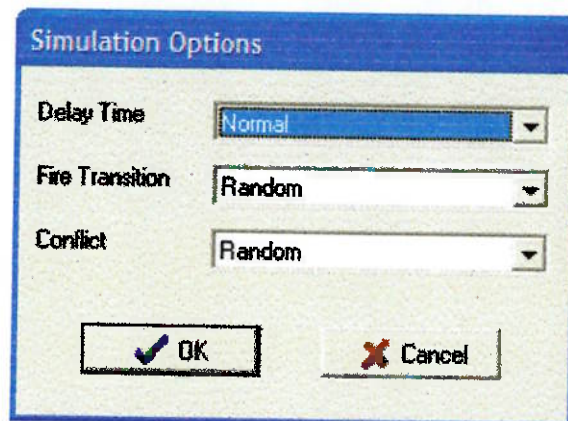 Simulation Options
Delay Time Normal
Fire Transition Random
Conflict Random
OK Cancel